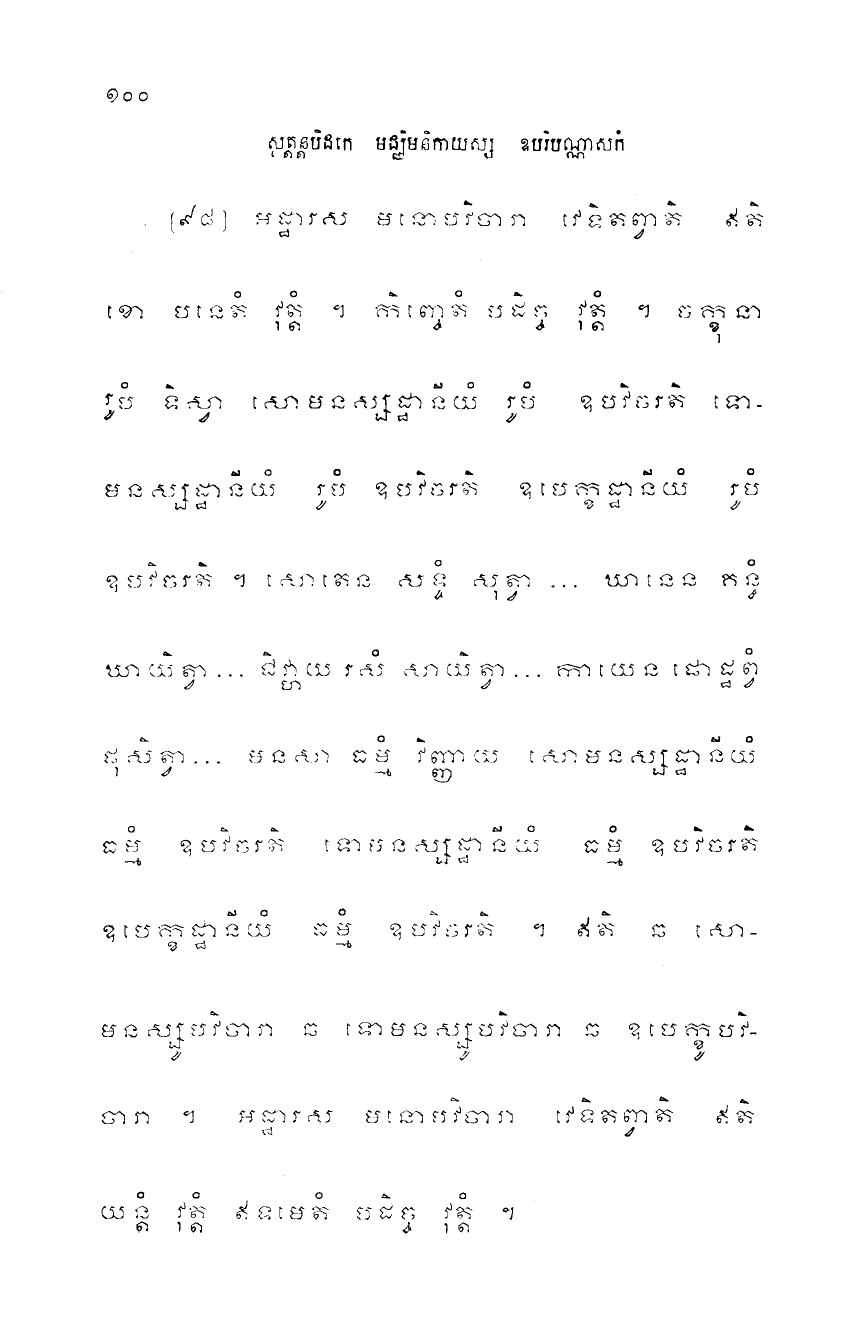 ១០០
សុត្តន្តបិដកេ មជ្ឈិមនិកាយស្ស ឧបរិបណ្ណាសកំ
[៩៨] អដ្ឋារស មនោបវិចារា វេទិតព្វាតិ ឥតិ
ខោ បនេតំ វុត្តំ ។ កិញ្ចេតំ បដិច្ច វុត្តំ ។ ចក្ខុនា
រូបំ ទិស្វា សោមនស្សដ្ឋានីយំ រូបំ ឧបវិចរតិ ទោ-
មនស្សដ្ឋានីយំ រូបំ ឧបវិចរតិ ឧបេក្ខដ្ឋានីយំ រូបំ
ឧបវិចរតិ ។ សោតេន សទ្ទំ សុត្វា ... ឃានេន គន្ធំ
ឃាយិត្វា ... ជិវ្ហាយ រសំ សាយិត្វា ... កាយេន ផោដ្ឋព្វំ
ផុសិត្វា ... មនសា ធម្មំ វិញ្ញាយ សោមនស្សដ្ឋានីយំ
ធម្មំ ឧបវិចរតិ ទោមនស្សដ្ឋានីយំ ធម្មំ ឧបវិចរតិ
ឧបេក្ខដ្ឋានីយំ ធម្មំ ឧបវិចរតិ ។ ឥតិ ឆ សោ-
មនស្សូបវិចារា ឆ ទោមនស្សូបវិចារា ឆ ឧបេក្ខូបវិ-
ចារា ។ អដ្ឋារស មនោបវិចារា វេទិតព្វាតិ ឥតិ
យន្តំ វុត្តំ ឥទមេតំ បដិច្ច វុត្តំ ។